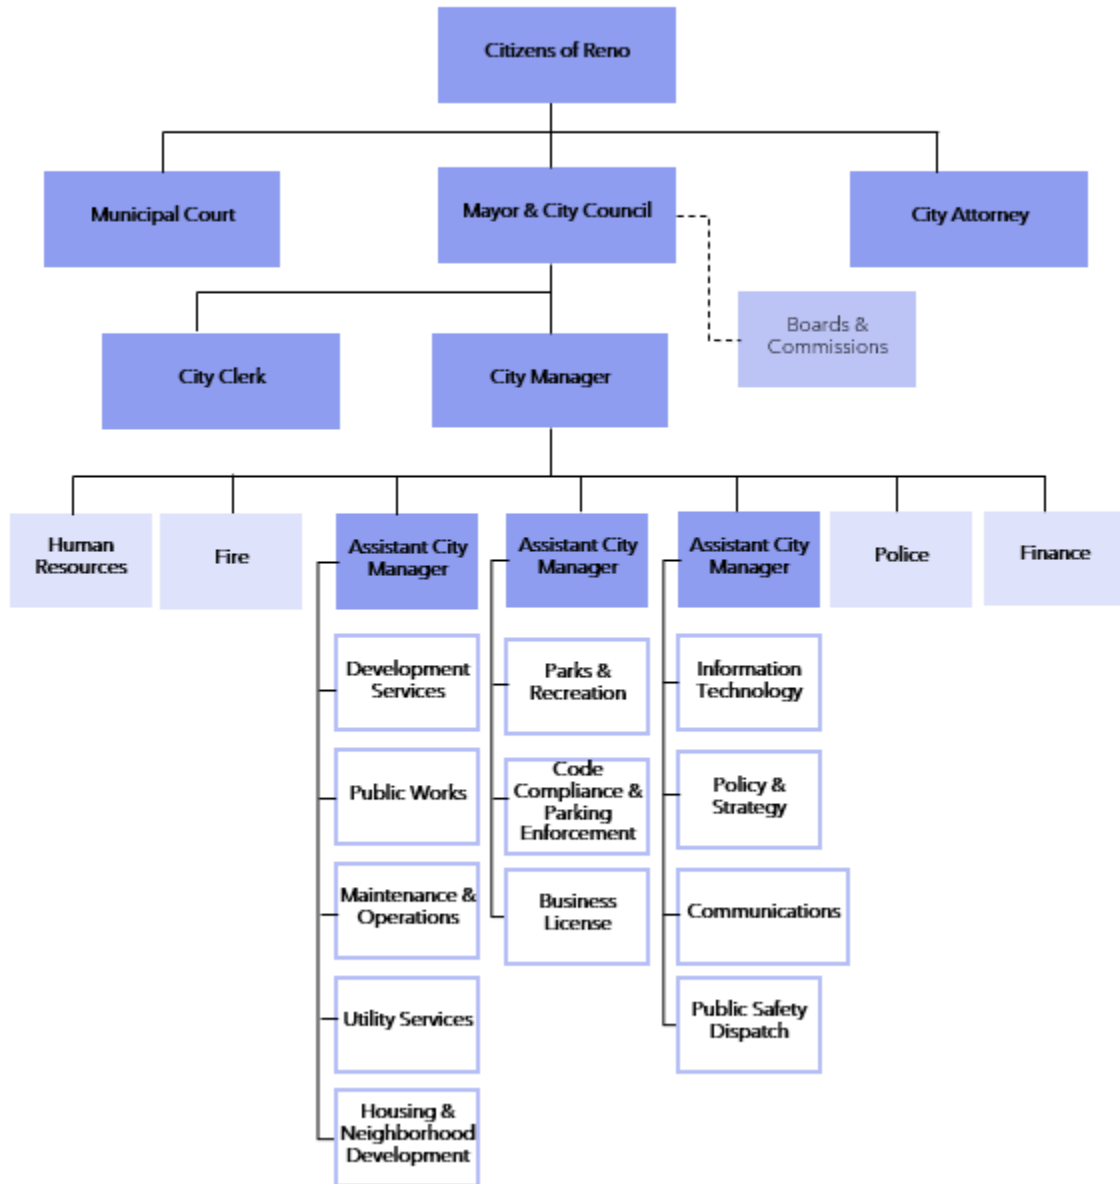 Citizens of Reno
Municipal Court
Mayor & City Council
City Attorney
Boards &
Commissions
City Clerk
City Manager
Human
Resources
Fire
Assistant City
Manager
Assistant City
Manager
Assistant City
Manager
Police
Finance
Development
Services
Public Works
Maintenance &
Operations
Utility Services
Housing &
Neighborhood
Development
Parks &
Recreation
Code
Compliance &
Parking
Enforcement
Business
License
Information
Technology
Policy &
Strategy
Communications
Public Safety
Dispatch